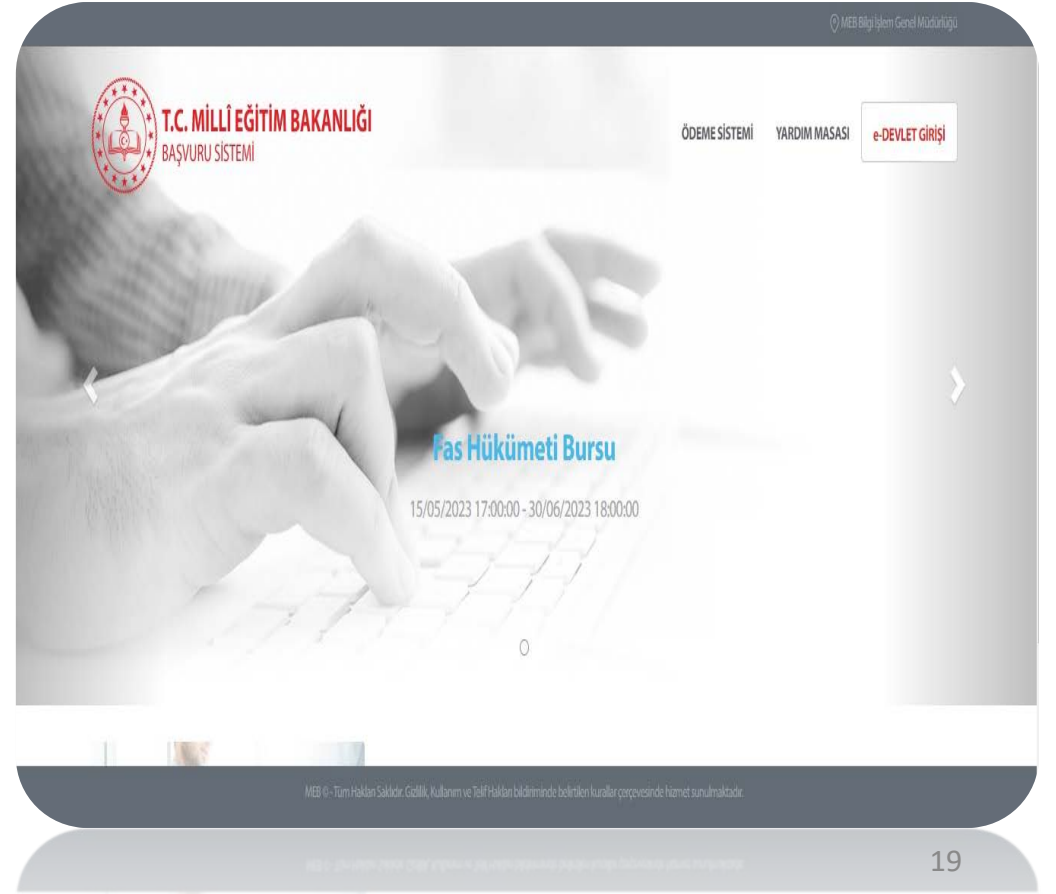 MEB Bilgi İşlem Genel Müdürlüğü
T.C. MİLLÎ EĞİTİM BAKANLIĞI
BAŞVURU SİSTEMİ
ÖDEME SİSTEMİ YARDIM MASASI e-DEVLET GİRİŞİ
Fas Hükümeti Bursu
15/05/2023 17:00:00 - 30/06/2023 18:00:00
MEB © - Tüm Hakları Saklıdır. Gizlilik, Kullanım ve Telif Hakları bildiriminde belirtilen kurallar çerçevesinde hizmet sunulmaktadır.
19